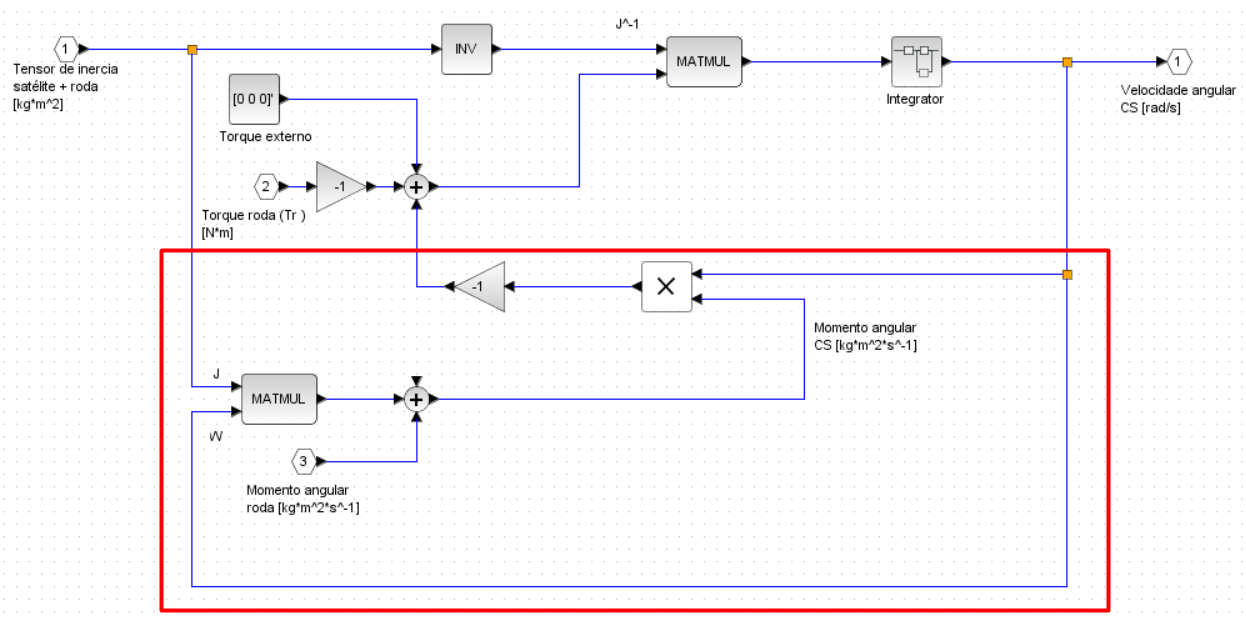 J^-1
1
INV
MATMUL
1
Tensor de inercia
satélite + roda
[kg*m^2]
Integrator
Velocidade angular
CS [rad/s]
[0 0 0]'
Torque externo
2
-1
+
Torque roda (Tr )
[N*m]
-1
×
Momento angular
CS [kg*m^2*s^-1]
J
MATMUL
+
W
3
Momento angular
roda [kg*m^2*s^-1]